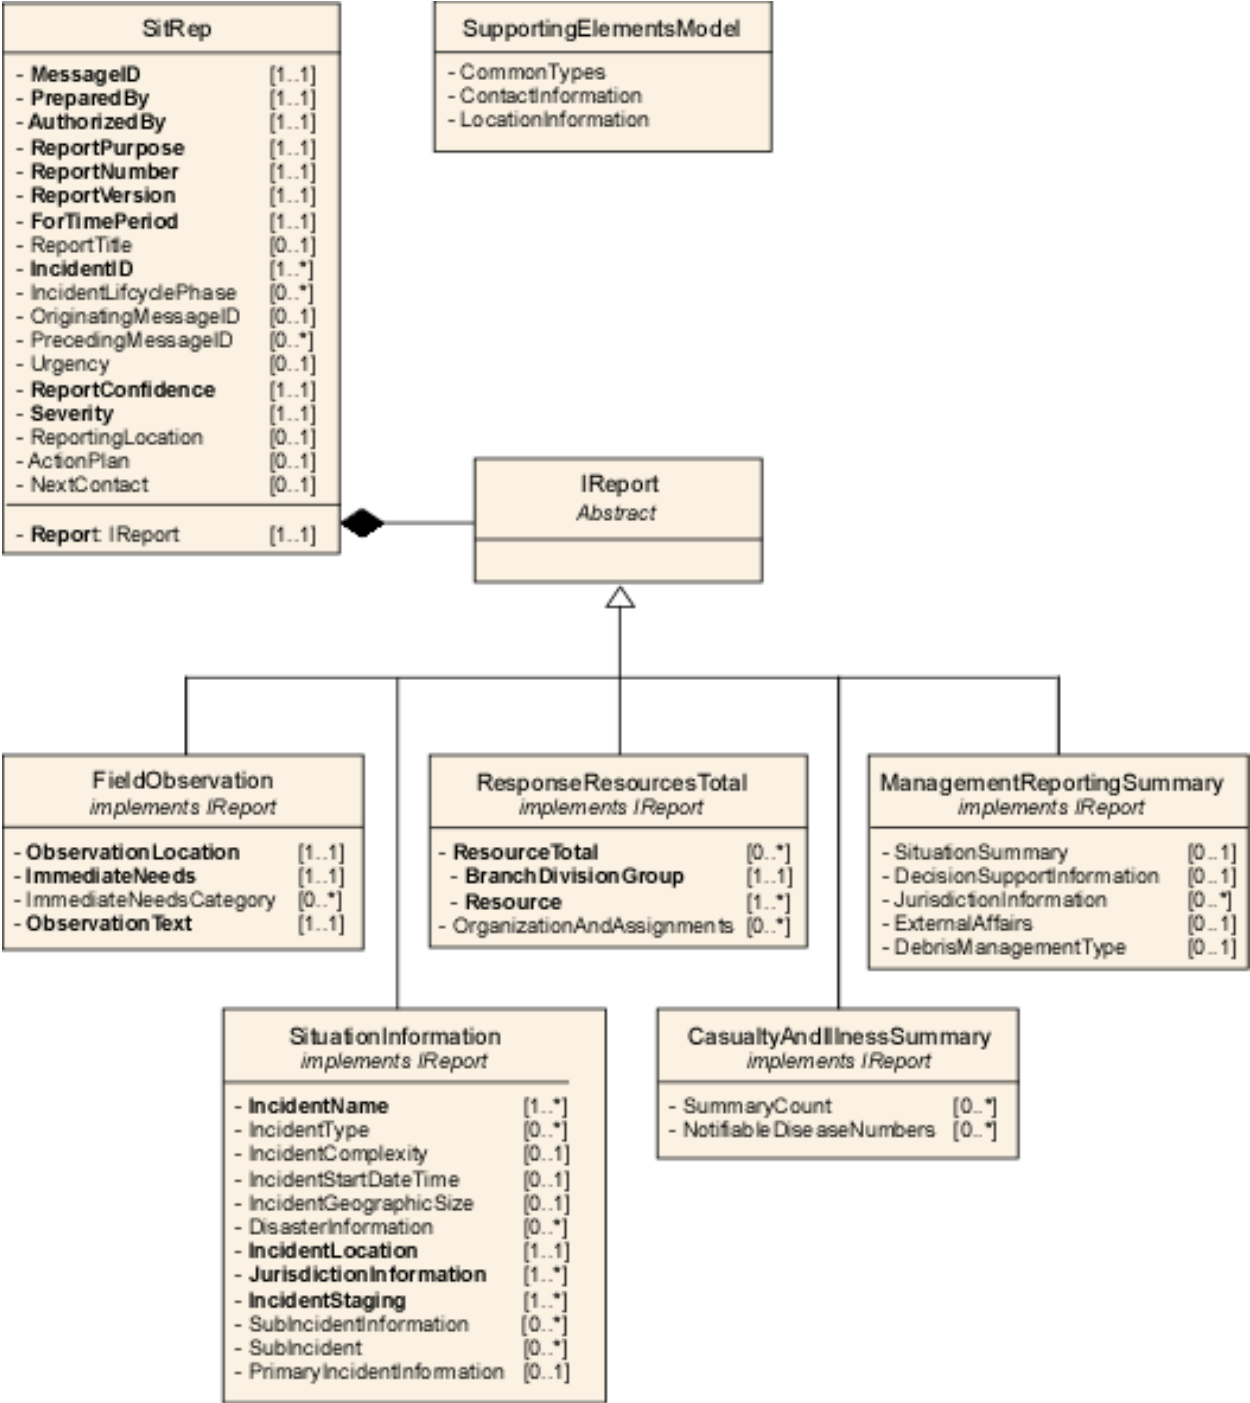 SitRep
- MessageID [1..1]
- PreparedBy [1..1]
- AuthorizedBy [1..1]
- ReportPurpose [1..1]
- ReportNumber [1..1]
- ReportVersion [1..1]
- ForTimePeriod [1..1]
- ReportTitle [0..1]
- IncidentID [1..*]
- IncidentLifcyclePhase [0..*]
- OriginatingMessageID [0..1]
- PrecedingMessageID [0..*]
- Urgency [0..1]
- ReportConfidence [1..1]
- Severity [1..1]
- ReportingLocation [0..1]
- ActionPlan [0..1]
- NextContact [0..1]
- Report: IReport [1..1]
SupportingElementsModel
- CommonTypes
- ContactInformation
- LocationInformation
IReport
Abstract
FieldObservation
implements IReport
- ObservationLocation [1..1]
- ImmediateNeeds [1..1]
- ImmediateNeedsCategory [0..*]
- ObservationText [1..1]
ResponseResourcesTotal
implements IReport
- ResourceTotal [0..*]
- BranchDivisionGroup [1..1]
- Resource [1..*]
- OrganizationAndAssignments [0..*]
ManagementReportingSummary
implements IReport
- SituationSummary [0..1]
- DecisionSupportInformation [0..1]
- JurisdictionInformation [0..*]
- ExternalAffairs [0..1]
- DebrisManagementType [0..1]
SituationInformation
implements IReport
- IncidentName [1..*]
- IncidentType [0..*]
- IncidentComplexity [0..1]
- IncidentStartDateTime [0..1]
- IncidentGeographicSize [0..1]
- DisasterInformation [0..*]
- IncidentLocation [1..1]
- JurisdictionInformation [1..*]
- IncidentStaging [1..*]
- SubIncidentInformation [0..*]
- SubIncident [0..*]
- PrimaryIncidentInformation [0..1]
CasualtyAndIllnessSummary
implements IReport
- SummaryCount [0..*]
- NotifiableDiseaseNumbers [0..*]